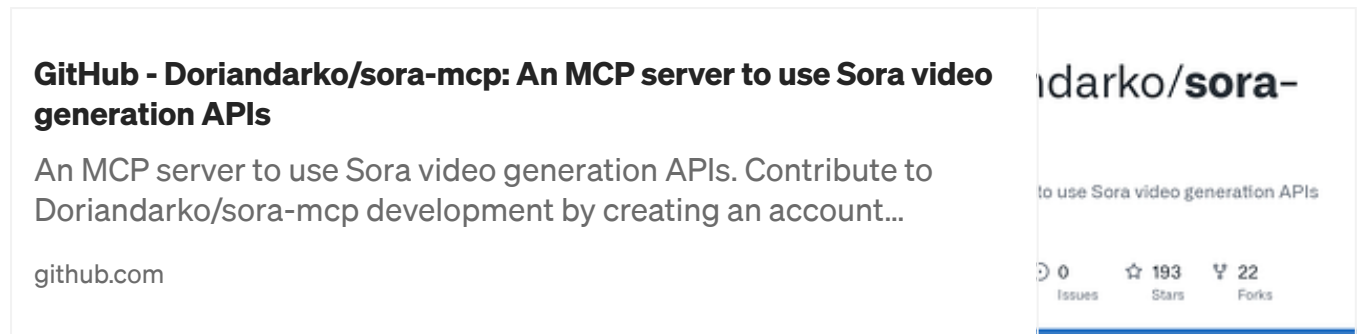 GitHub - Doriandarko/sora-mcp: An MCP server to use Sora video
generation APIs
An MCP server to use Sora video generation APIs. Contribute to
Doriandarko/sora-mcp development by creating an account...
github.com
ndarko/sora-
to use Sora video generation APIs
0
Issues
193
Stars
22
Forks